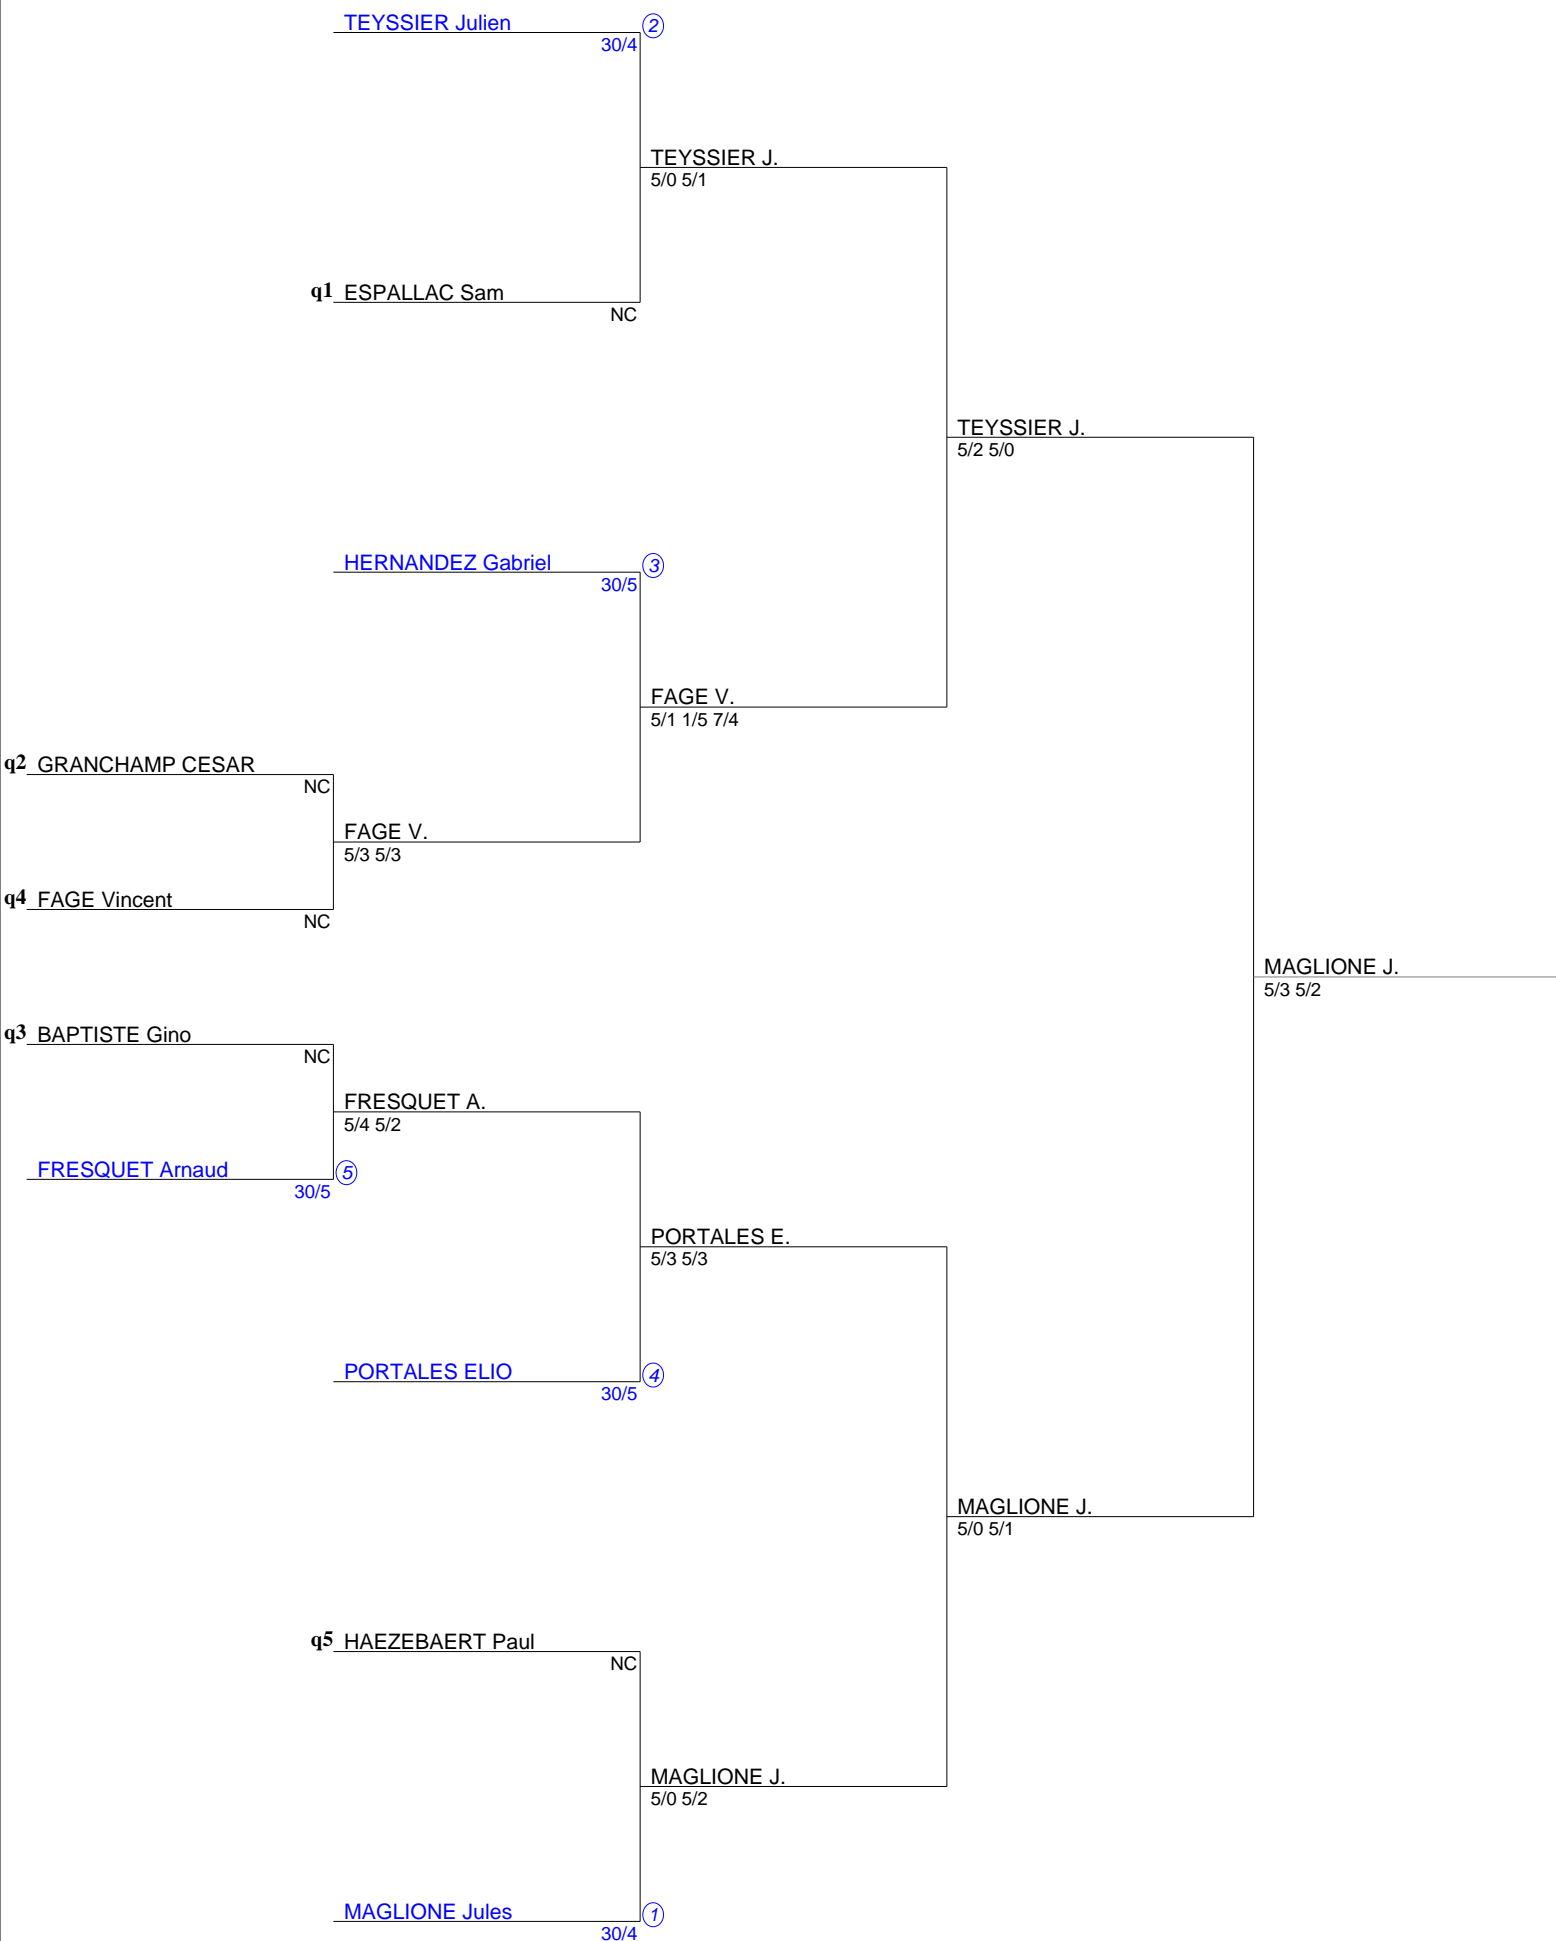 TEYSSIER Julien 2
30/4
TEYSSIER J.
5/0 5/1
q1 ESPALLAC Sam
NC
TEYSSIER J.
5/2 5/0
HERNANDEZ Gabriel 3
30/5
FAGE V.
5/1 1/5 7/4
q2 GRANCHAMP CESAR
NC
FAGE V.
5/3 5/3
q4 FAGE Vincent
NC
MAGLIONE J.
5/3 5/2
q3 BAPTISTE Gino
NC
FRESQUET A.
5/4 5/2
FRESQUET Arnaud 5
30/5
PORTALES E.
5/3 5/3
PORTALES ELIO 4
30/5
MAGLIONE J.
5/0 5/1
q5 HAEZEBAERT Paul
NC
MAGLIONE J.
5/0 5/2
MAGLIONE Jules 1
30/4